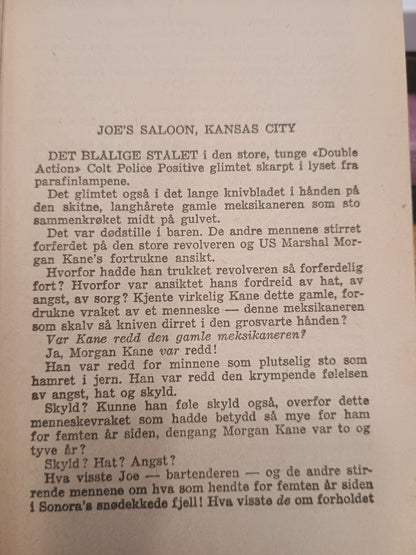 JOE'S SALOON, KANSAS CITY
DET BLÅLIGE STÅLET i den store, tunge «Double
Action» Colt Police Positive glimtet skarpt i lyset fra
parafinlampene.
Det glimtet også i det lange knivbladet i hånden på
den skitne, langhårete gamle meksikaneren som sto
sammenkrøket midt på gulvet.
Det var dødstille i baren. De andre mennene stirret
forferdet på den store revolveren og US Marshal Mor-
gan Kane's fortrukne ansikt.
Hvorfor hadde han trukket revolveren så forferdelig
fort? Hvorfor var ansiktet hans fordreid av hat, av
angst, av sorg? Kjente virkelig Kane dette gamle, for-
drukne vraket av et menneske — denne meksikaneren
som skalv så kniven dirret i den grosvarte hånden?
Var Kane redd den gamle meksikaneren?
Ja, Morgan Kane var redd!
Han var redd for minnene som plutselig sto som
hamret i jern. Han var redd den krympende følelsen
av angst, hat og skyld.
Skyld? Kunne han føle skyld også, overfor dette
menneskevraket som hadde betydd så mye for ham
for femten år siden, dengang Morgan Kane var to og
tyve år?
Skyld? Hat? Angst?
Hva visste Joe — bartenderen — og de andre stir-
rende mennene om hva som hendte for femten år siden
i Sonora's snødekkede fjell! Hva visste de om forholdet